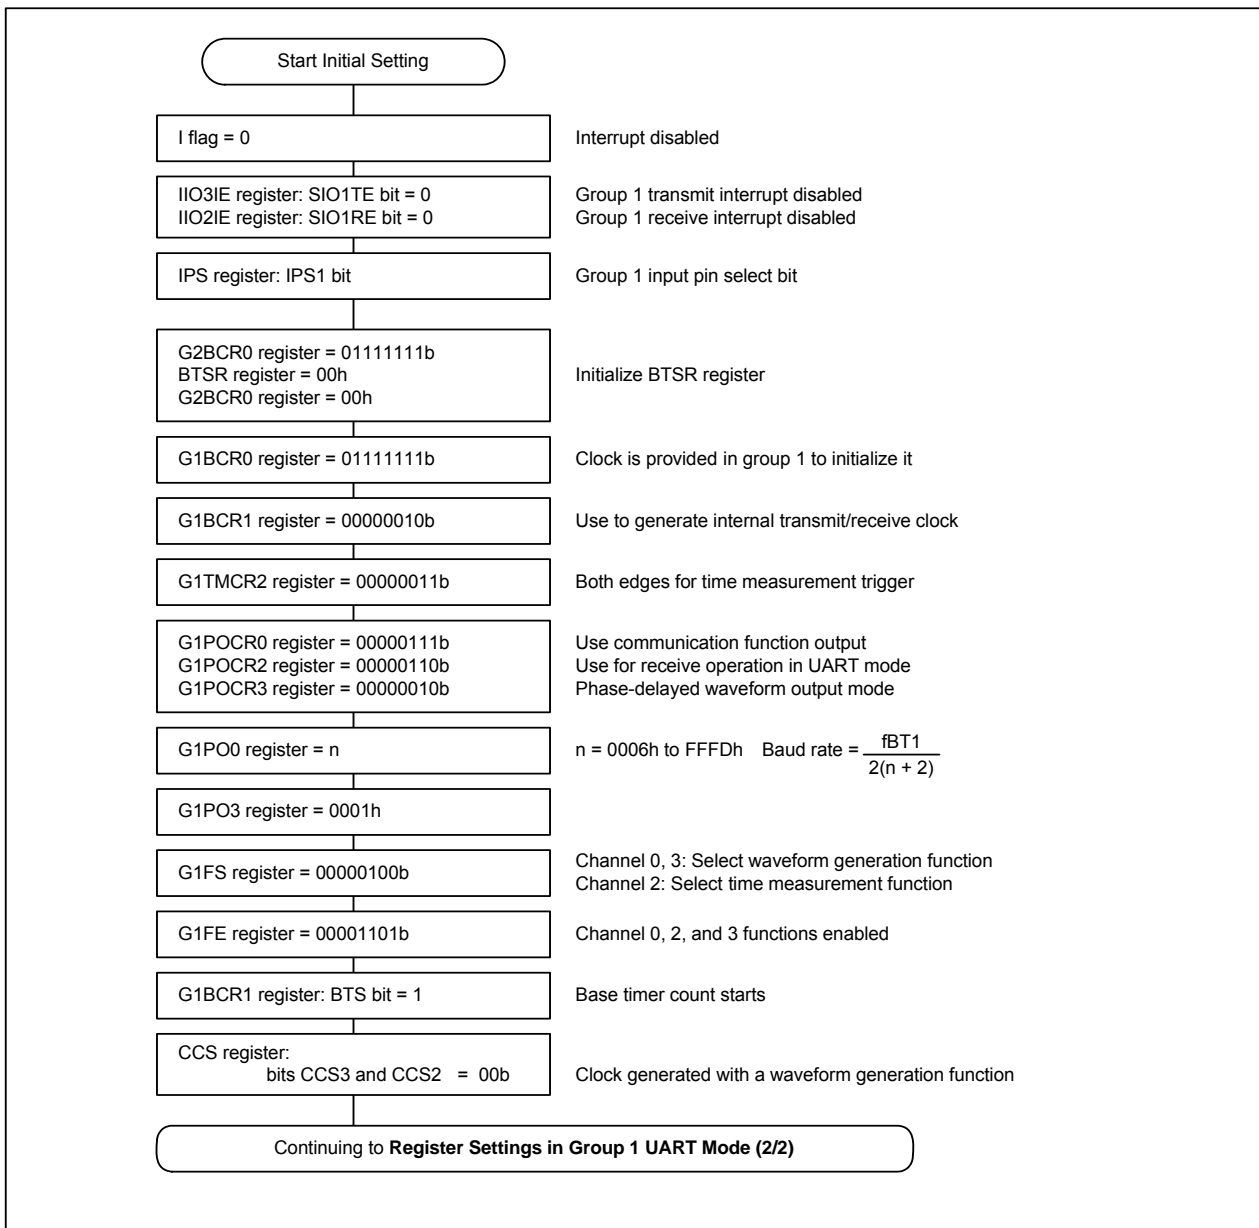 Start Initial Setting
I flag = 0 Interrupt disabled
IIO3IE register: SIO1TE bit = 0 Group 1 transmit interrupt disabled
IIO2IE register: SIO1RE bit = 0 Group 1 receive interrupt disabled
IPS register: IPS1 bit Group 1 input pin select bit
G2BCR0 register = 01111111b
BTSR register = 00h Initialize BTSR register
G2BCR0 register = 00h
G1BCR0 register = 01111111b Clock is provided in group 1 to initialize it
G1BCR1 register = 00000010b Use to generate internal transmit/receive clock
G1TMCR2 register = 00000011b Both edges for time measurement trigger
G1POCR0 register = 00000111b Use communication function output
G1POCR2 register = 00000110b Use for receive operation in UART mode
G1POCR3 register = 00000010b Phase-delayed waveform output mode
G1PO0 register = n n = 0006h to FFFDh Baud rate = fBT1
2(n + 2)
G1PO3 register = 0001h
G1FS register = 00000100b Channel 0, 3: Select waveform generation function
Channel 2: Select time measurement function
G1FE register = 00001101b Channel 0, 2, and 3 functions enabled
G1BCR1 register: BTS bit = 1 Base timer count starts
CCS register:
bits CCS3 and CCS2 = 00b Clock generated with a waveform generation function
Continuing to Register Settings in Group 1 UART Mode (2/2)